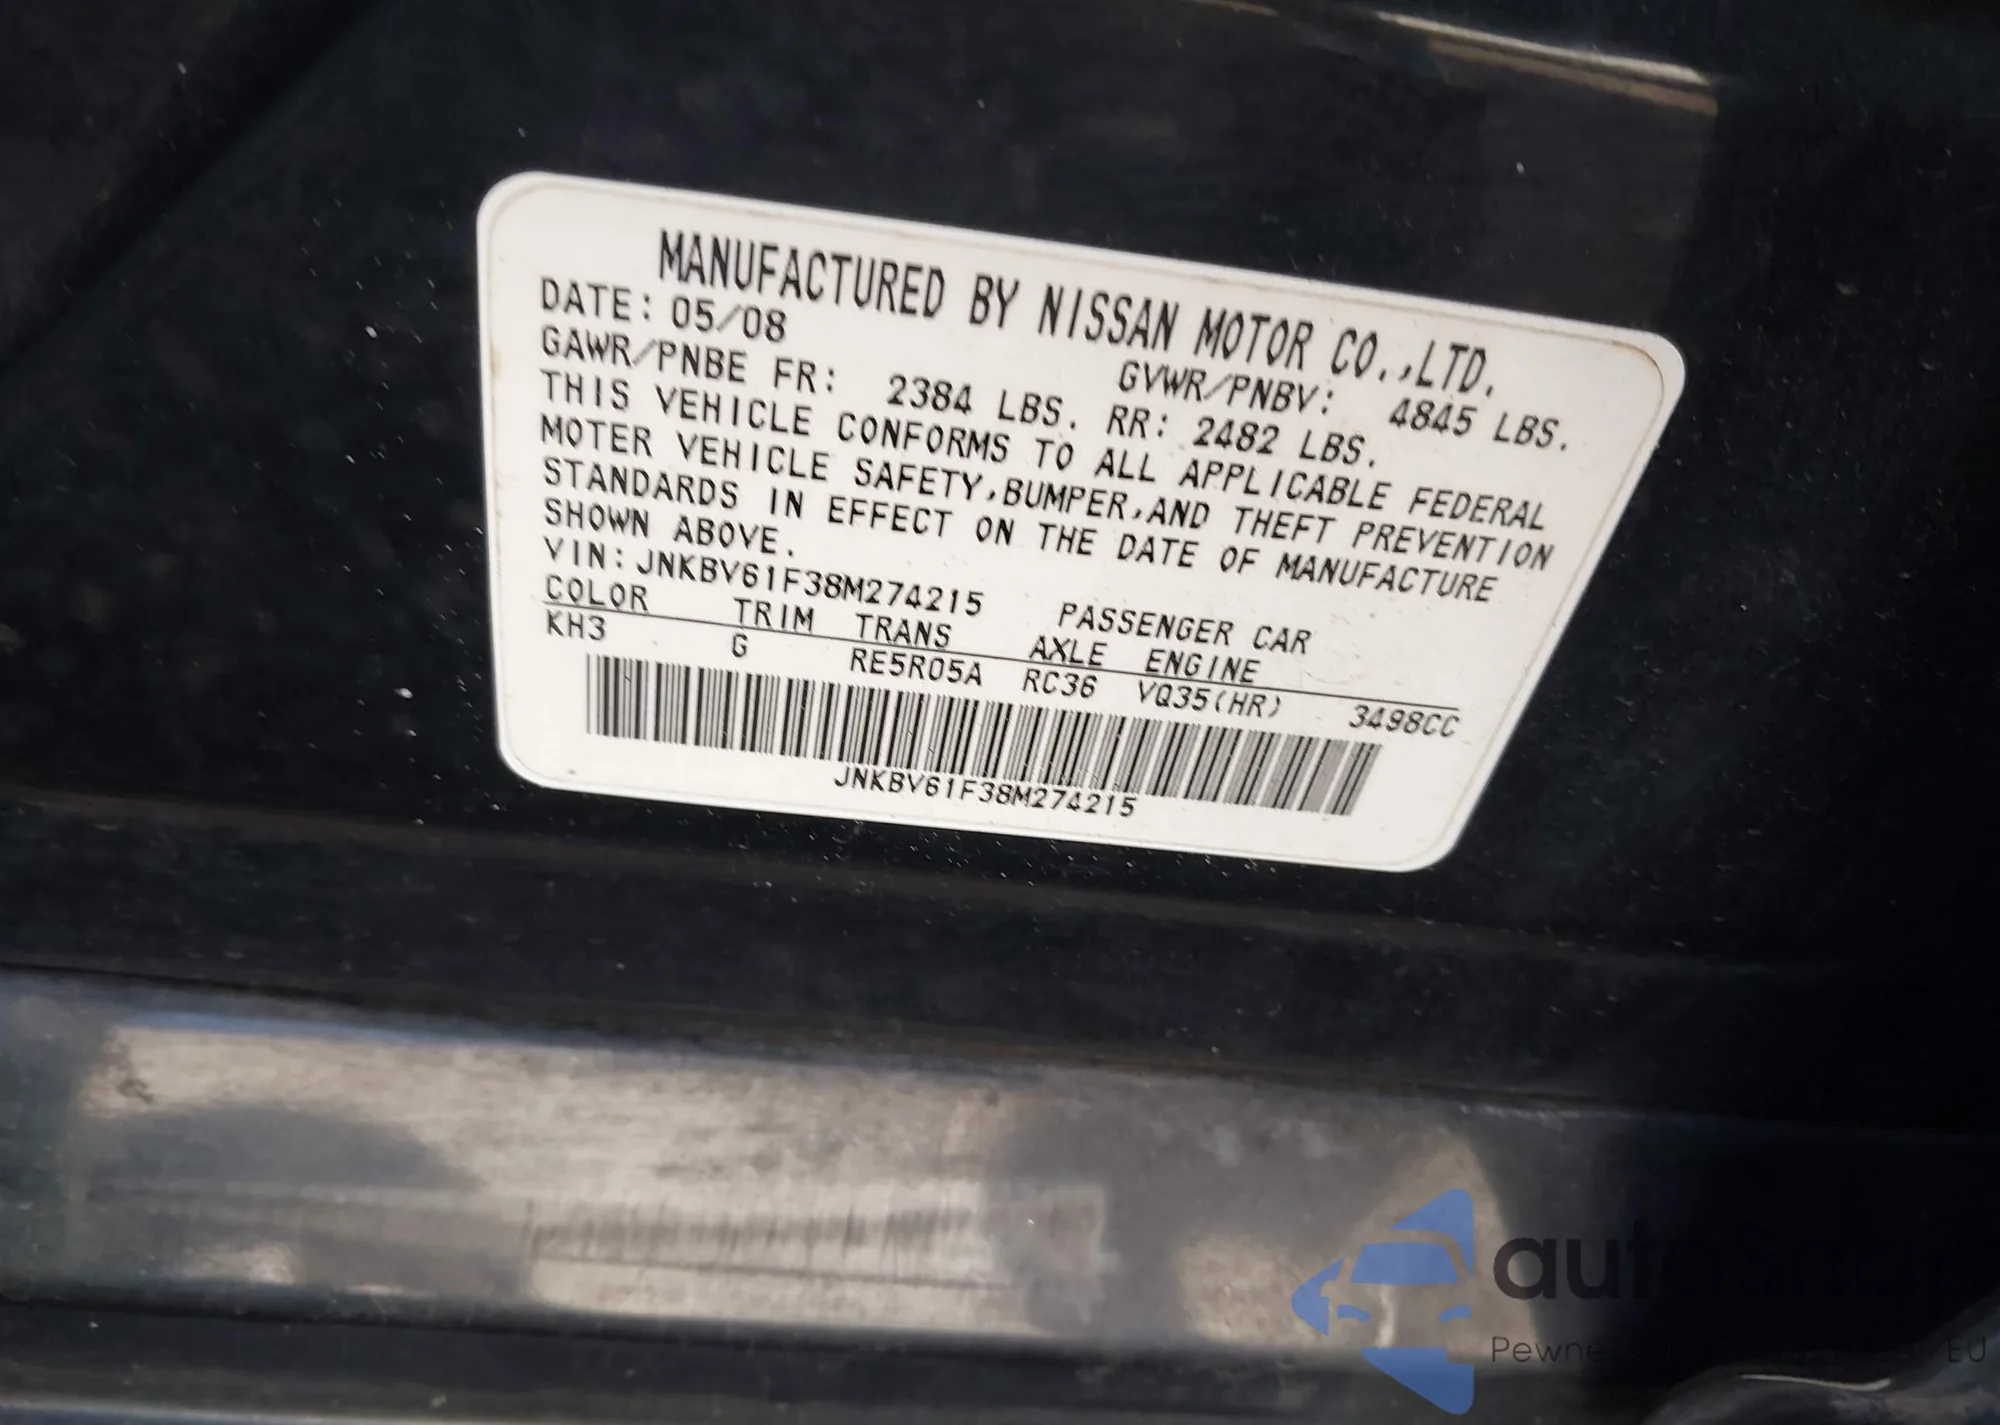 MANUFACTURED BY NISSAN MOTOR CO.,LTD.
DATE: 05/08 GVWR/PNBV: 4845 LBS.
GAWR/PNBE FR: 2384 LBS. RR: 2482 LBS.
THIS VEHICLE CONFORMS TO ALL APPLICABLE FEDERAL
MOTER VEHICLE SAFETY,BUMPER,AND THEFT PREVENTION
STANDARDS IN EFFECT ON THE DATE OF MANUFACTURE
SHOWN ABOVE.
VIN: JNKBV61F38M274215 PASSENGER CAR
COLOR TRIM TRANS AXLE ENGINE
KH3 G RE5R05A RC36 VQ35(HR) 3498CC
JNKBV61F38M274215
EU